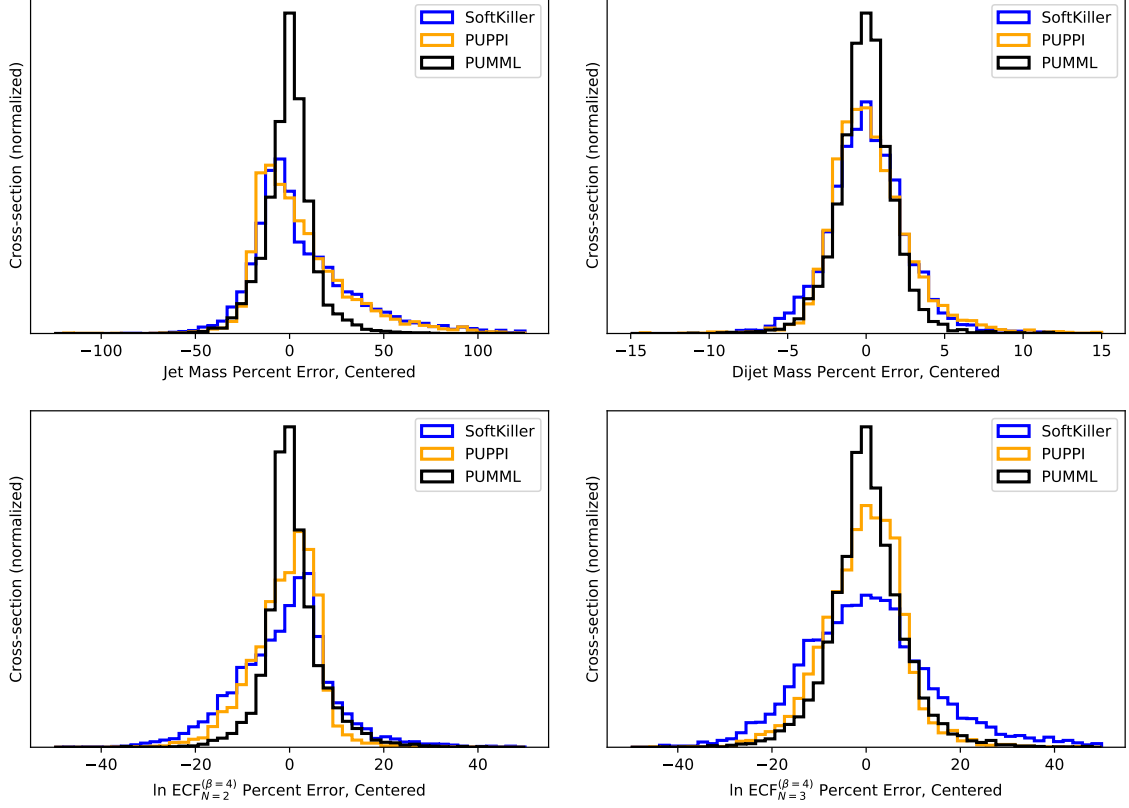 SoftKiller
PUPPI
PUMML
Cross-section (normalized)
−100 −50 0 50 100
Jet Mass Percent Error, Centered
SoftKiller
PUPPI
PUMML
Cross-section (normalized)
−15 −10 −5 0 5 10 15
Dijet Mass Percent Error, Centered
SoftKiller
PUPPI
PUMML
Cross-section (normalized)
−40 −20 0 20 40
ln ECF_{N=2}^{(β=4)} Percent Error, Centered
SoftKiller
PUPPI
PUMML
Cross-section (normalized)
−40 −20 0 20 40
ln ECF_{N=3}^{(β=4)} Percent Error, Centered